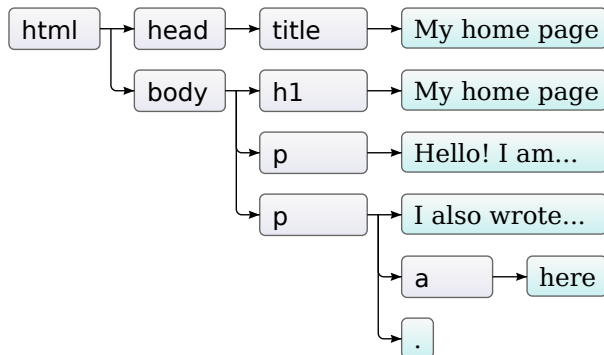 html head title My home page
body h1 My home page
p Hello! I am...
p I also wrote...
a here
.